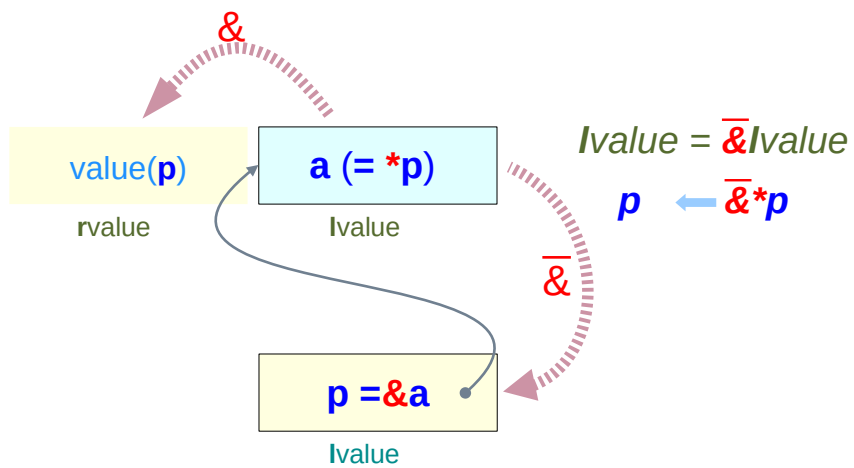 &
value(p)
rvalue
a (= *p)
lvalue
lvalue = &̅lvalue
p &̅*p
&̅
p =&a
lvalue